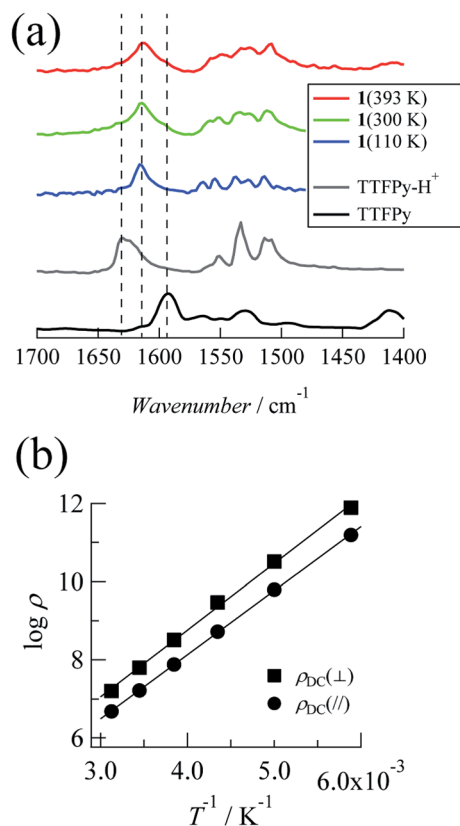 (a)
1(393 K)
1(300 K)
1(110 K)
TTFPy-H⁺
TTFPy
1700 1650 1600 1550 1500 1450 1400
Wavenumber / cm⁻¹
(b)
12
10
8
6
log ρ
ρDC(⊥)
ρDC(//)
3.0 4.0 5.0 6.0x10⁻³
T⁻¹ / K⁻¹